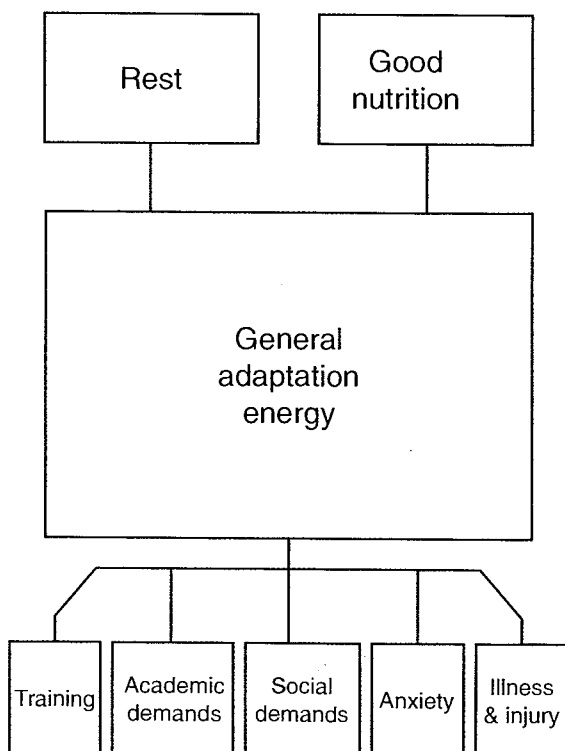 Rest
Good
nutrition
General
adaptation
energy
Training
Academic
demands
Social
demands
Anxiety
Illness
& injury